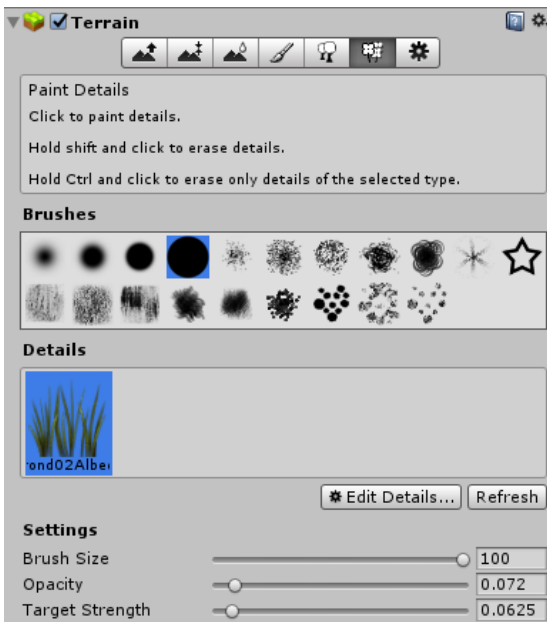 Terrain
Paint Details
Click to paint details.
Hold shift and click to erase details.
Hold Ctrl and click to erase only details of the selected type.
Brushes
Details
rond02Albe
Edit Details... Refresh
Settings
Brush Size 100
Opacity 0.072
Target Strength 0.0625